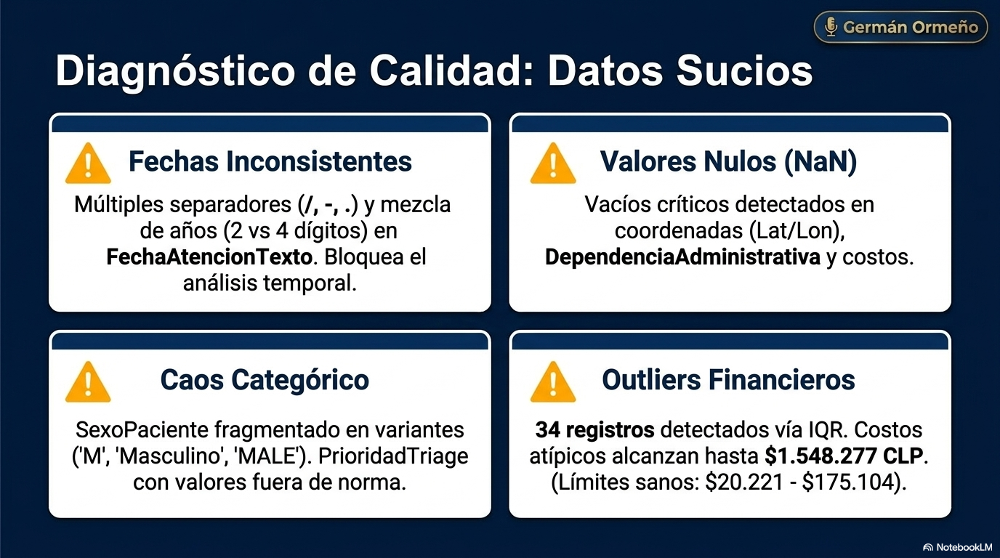 Germán Ormeño
Diagnóstico de Calidad: Datos Sucios
Fechas Inconsistentes
Múltiples separadores (/, -, .) y mezcla
de años (2 vs 4 dígitos) en
FechaAtencionTexto. Bloquea el
análisis temporal.
Valores Nulos (NaN)
Vacíos críticos detectados en
coordenadas (Lat/Lon),
DependenciaAdministrativa y costos.
Caos Categórico
SexoPaciente fragmentado en variantes
('M', 'Masculino', 'MALE'). PrioridadTriage
con valores fuera de norma.
Outliers Financieros
34 registros detectados vía IQR. Costos
atípicos alcanzan hasta $1.548.277 CLP.
(Límites sanos: $20.221 - $175.104).
NotebookLM